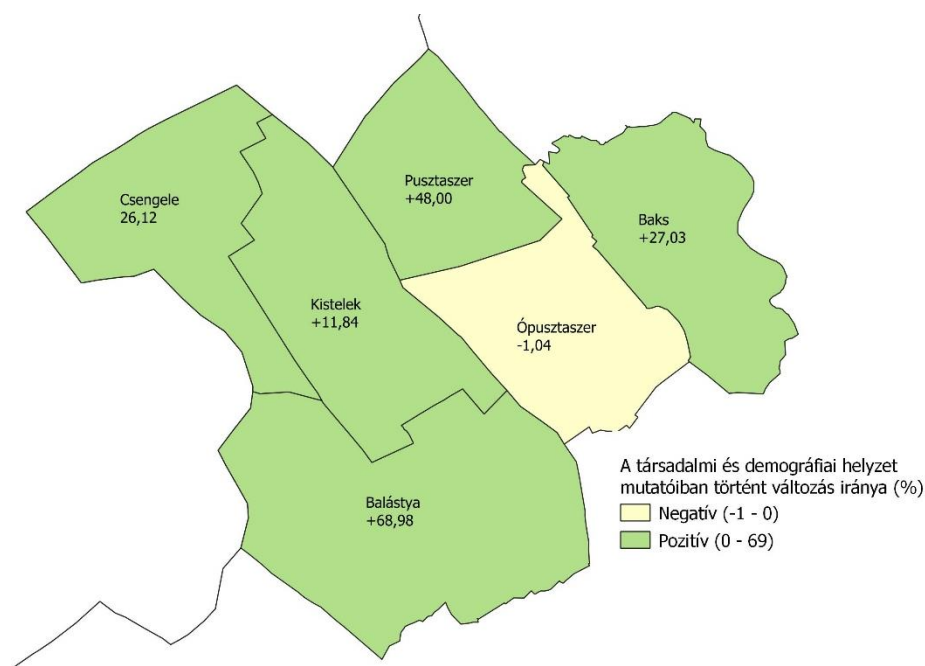 Pusztaszer
+48,00
Csengele
26,12
Baks
+27,03
Kistelek
+11,84
Ópusztaszer
-1,04
Balástya
+68,98
A társadalmi és demográfiai helyzet
mutatóiban történt változás iránya (%)
Negatív (-1 - 0)
Pozitív (0 - 69)